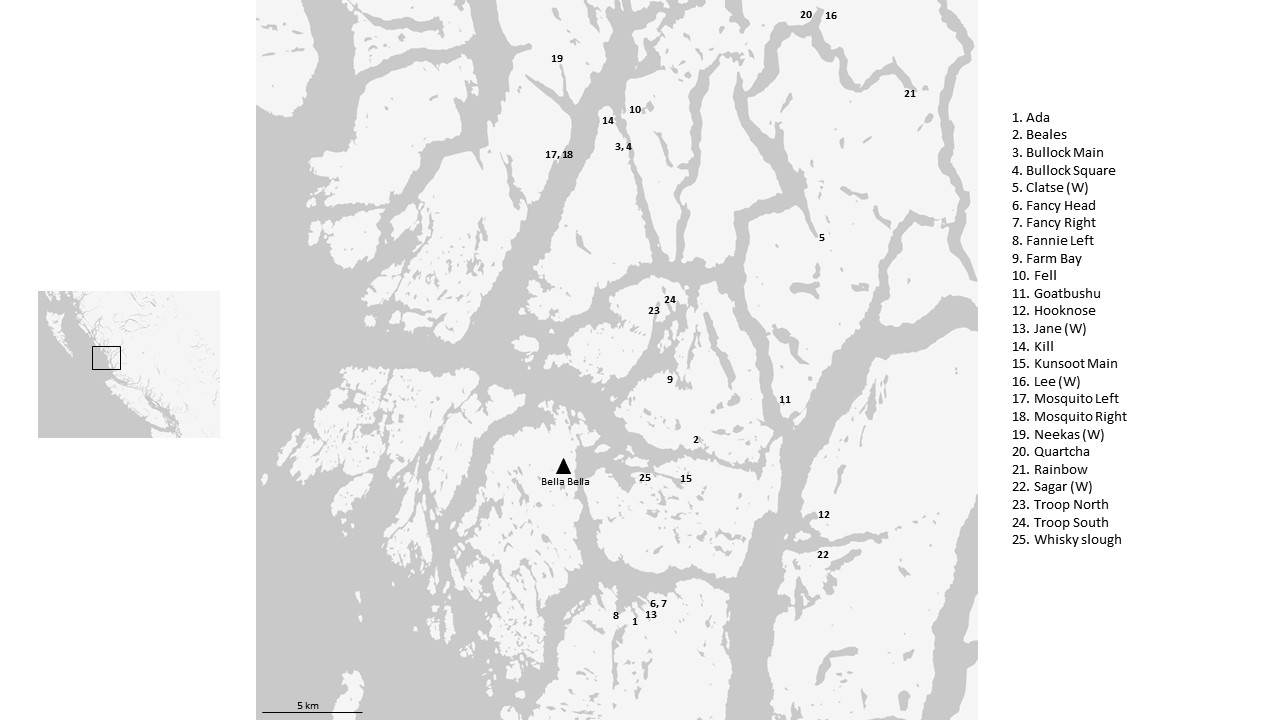 20 16
19
21
10
14
3, 4
17, 18
5
24
23
9
11
2
Bella Bella
25 15
12
22
6, 7
8 13
1
5 km
1. Ada
2. Beales
3. Bullock Main
4. Bullock Square
5. Clatse (W)
6. Fancy Head
7. Fancy Right
8. Fannie Left
9. Farm Bay
10. Fell
11. Goatbushu
12. Hooknose
13. Jane (W)
14. Kill
15. Kunsoot Main
16. Lee (W)
17. Mosquito Left
18. Mosquito Right
19. Neekas (W)
20. Quartcha
21. Rainbow
22. Sagar (W)
23. Troop North
24. Troop South
25. Whisky slough